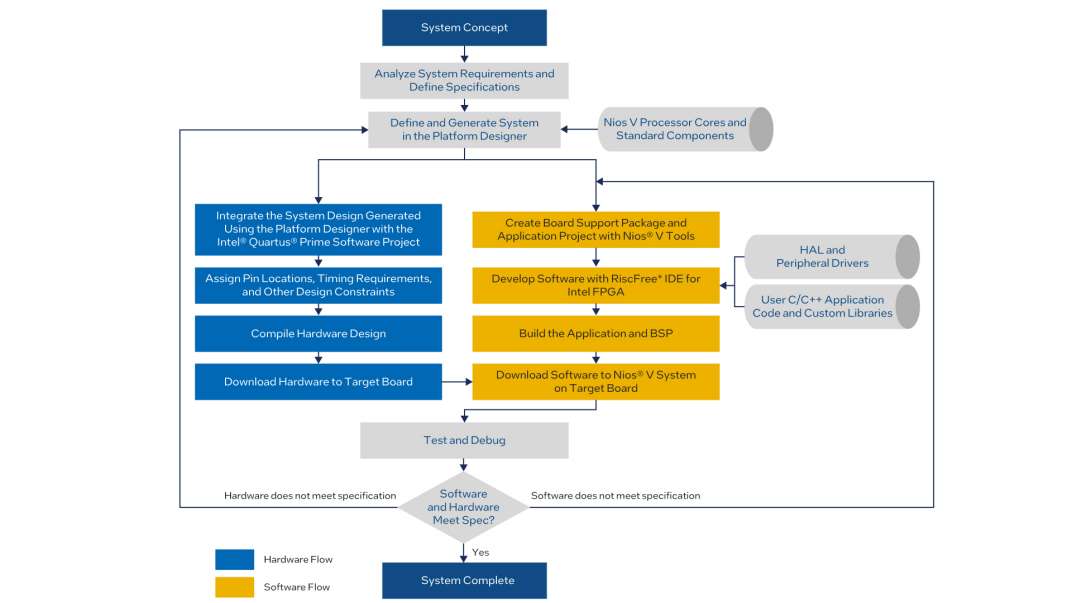 System Concept
Analyze System Requirements and
Define Specifications
Define and Generate System
in the Platform Designer
Nios V Processor Cores and
Standard Components
Integrate the System Design Generated
Using the Platform Designer with the
Intel® Quartus® Prime Software Project
Assign Pin Locations, Timing Requirements,
and Other Design Constraints
Compile Hardware Design
Download Hardware to Target Board
Create Board Support Package and
Application Project with Nios® V Tools
Develop Software with RiscFree* IDE for
Intel FPGA
Build the Application and BSP
Download Software to Nios® V System
on Target Board
HAL and
Peripheral Drivers
User C/C++ Application
Code and Custom Libraries
Test and Debug
Hardware does not meet specification
Software
and Hardware
Meet Spec?
Software does not meet specification
Yes
System Complete
Hardware Flow
Software Flow